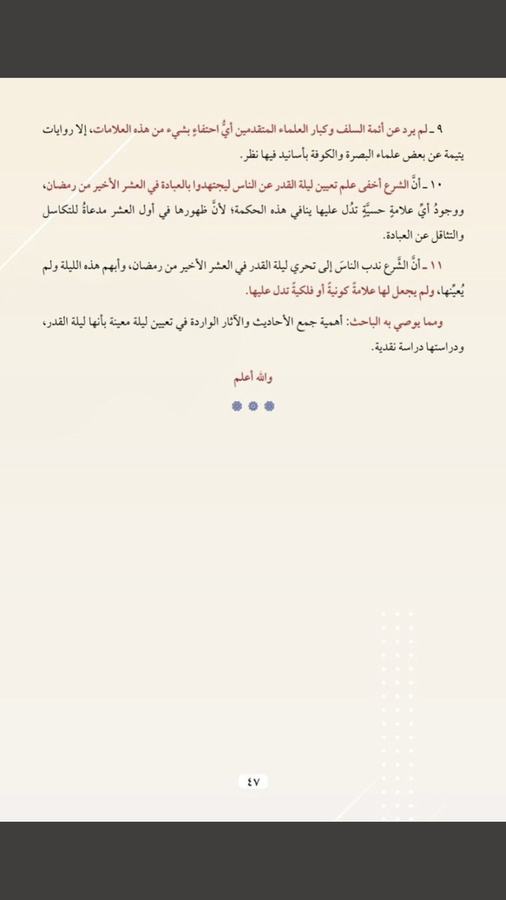 ٩ ـ لم يرد عن أئمة السلف وكبار العلماء المتقدمين أيُّ احتفاءٍ بشيء من هذه العلامات، إلا روايات
يتيمة عن بعض علماء البصرة والكوفة بأسانيد فيها نظر.
١٠ ـ أنَّ الشرع أخفى علم تعيين ليلة القدر عن الناس ليجتهدوا بالعبادة في العشر الأخير من رمضان،
ووجودُ أيِّ علامةٍ حسيَّةٍ تدُل عليها ينافي هذه الحكمة؛ لأنَّ ظهورها في أول العشر مدعاةٌ للتكاسل
والتثاقل عن العبادة.
١١ ـ أنَّ الشَّرع ندب الناسَ إلى تحري ليلة القدر في العشر الأخير من رمضان، وأبهم هذه الليلة ولم
يُعيِّنها، ولم يجعل لها علامةً كونيةً أو فلكيةً تدل عليها.
ومما يوصي به الباحث: أهمية جمع الأحاديث والآثار الواردة في تعيين ليلة معينة بأنها ليلة القدر،
ودراستها دراسة نقدية.
والله أعلم
٤٧